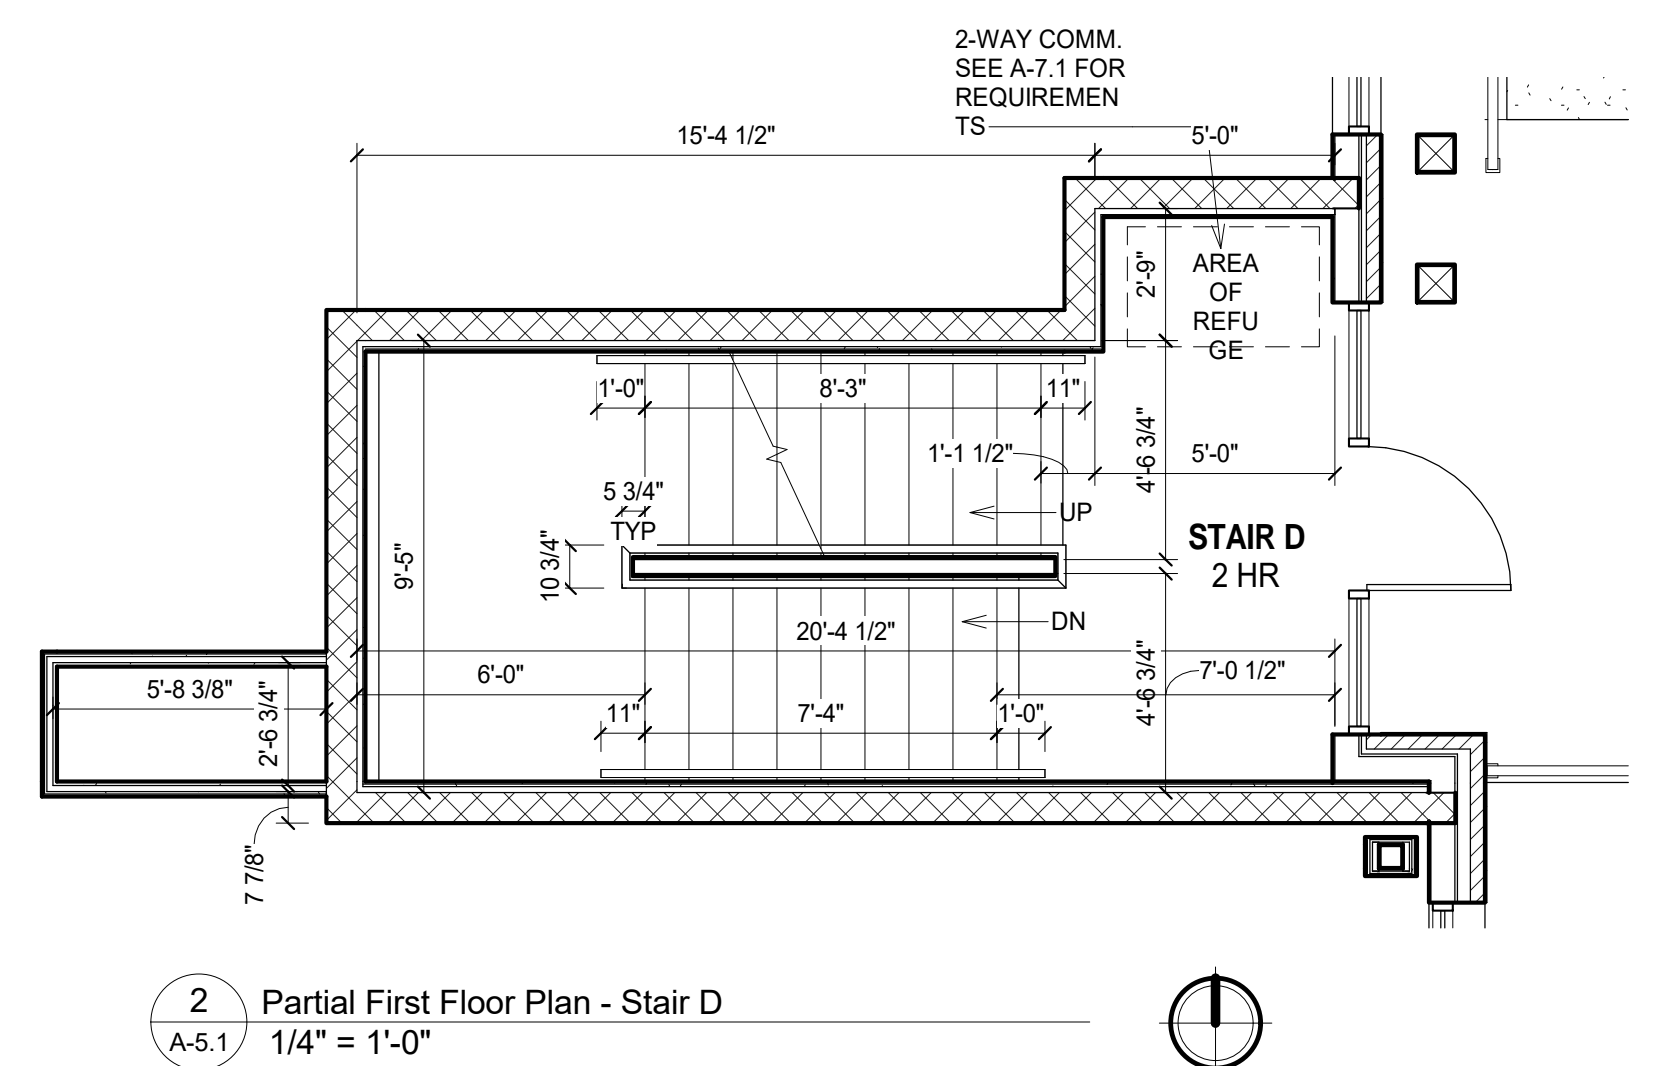 2-WAY COMM.
SEE A-7.1 FOR
REQUIREMEN
TS
15'-4 1/2"
5'-0"
AREA
OF
REFU
GE
2'-9"
1'-0"
8'-3"
11"
4'-6 3/4"
1'-1 1/2"
5'-0"
5 3/4"
TYP
UP
10 3/4"
9'-5"
STAIR D
2 HR
DN
20'-4 1/2"
6'-0"
7'-0 1/2"
4'-6 3/4"
5'-8 3/8"
2'-6 3/4"
11"
7'-4"
1'-0"
7 7/8"
2
A-5.1
Partial First Floor Plan - Stair D
1/4" = 1'-0"